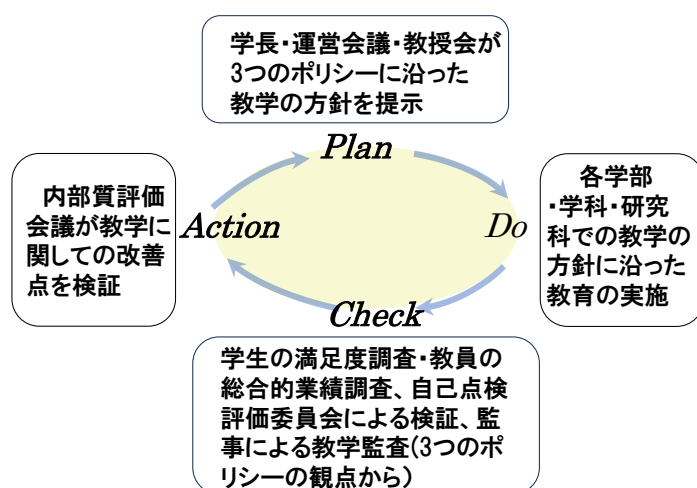 学長・運営会議・教授会が
3つのポリシーに沿った
教学の方針を提示
Plan
内部質評価
会議が教学に
関しての改善
点を検証
Action
Do
各学部
・学科・研究
科での教学の
方針に沿った
教育の実施
Check
学生の満足度調査・教員の
総合的業績調査、自己点検
評価委員会による検証、監
事による教学監査(3つのポ
リシーの観点から)